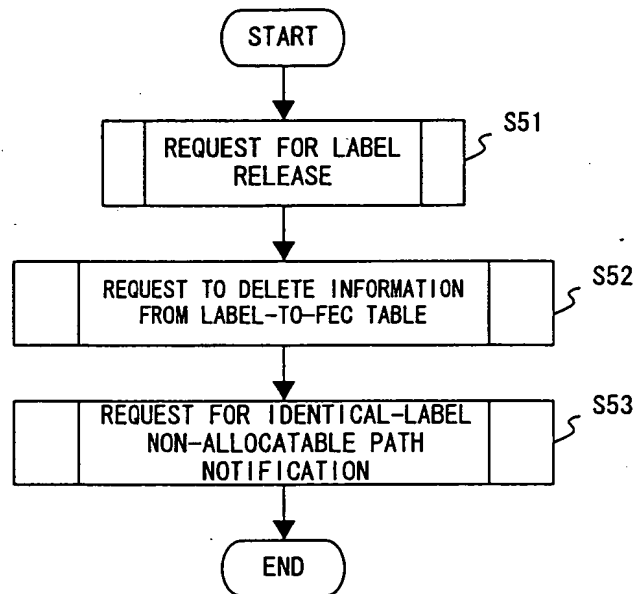 START
REQUEST FOR LABEL
RELEASE
S51
REQUEST TO DELETE INFORMATION
FROM LABEL-TO-FEC TABLE
S52
REQUEST FOR IDENTICAL-LABEL
NON-ALLOCATABLE PATH
NOTIFICATION
S53
END